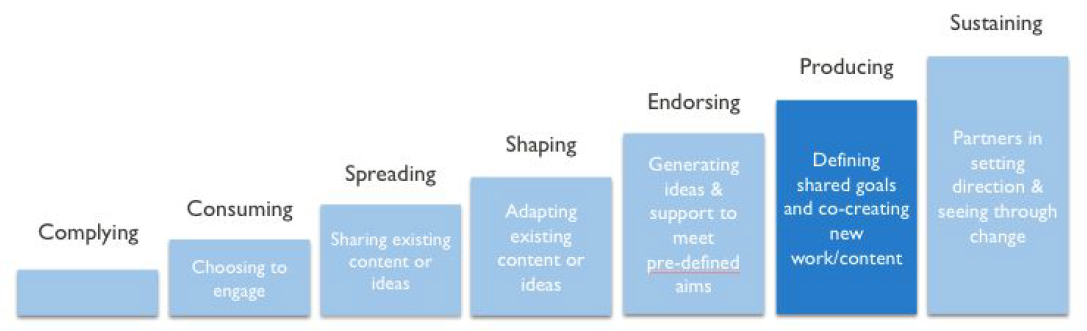 Complying
Consuming
Choosing to
engage
Spreading
Sharing existing
content or
ideas
Shaping
Adapting
existing
content or
ideas
Endorsing
Generating
ideas &
support to
meet
pre-defined
aims
Producing
Defining
shared goals
and co-creating
new
work/content
Sustaining
Partners in
setting
direction &
seeing through
change